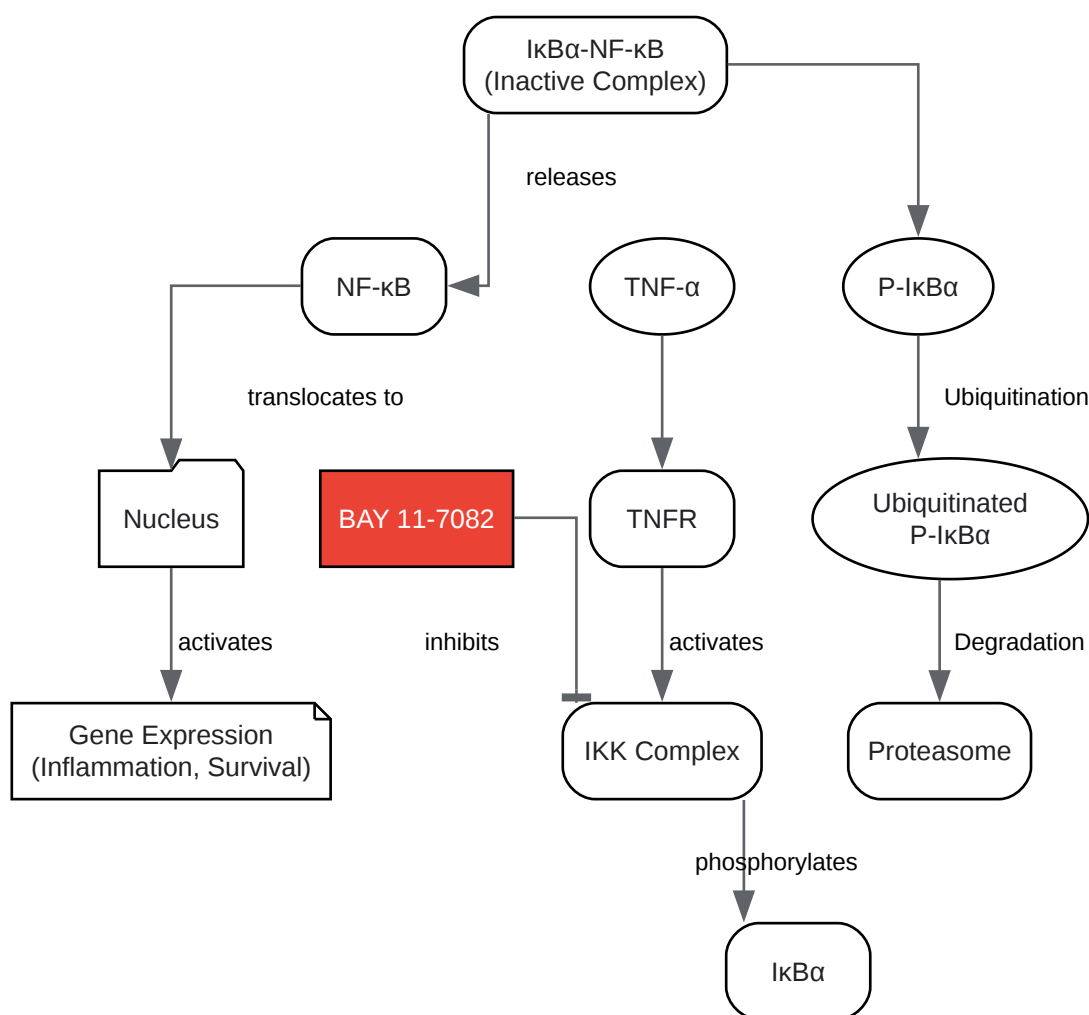 IκBα-NF-κB
(Inactive Complex)
releases
NF-κB
TNF-α
P-IκBα
translocates to
Ubiquitination
Nucleus
BAY 11-7082
TNFR
Ubiquitinated
P-IκBα
activates
inhibits
activates
Degradation
Gene Expression
(Inflammation, Survival)
IKK Complex
Proteasome
phosphorylates
IκBα